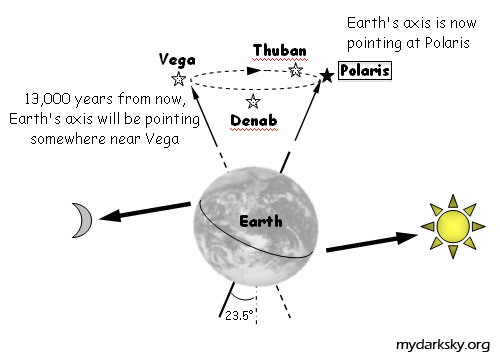 Earth's axis is now
pointing at Polaris
Vega
Thuban
Polaris
13,000 years from now,
Earth's axis will be pointing
somewhere near Vega
Denab
Earth
23.5°
mydarksky.org